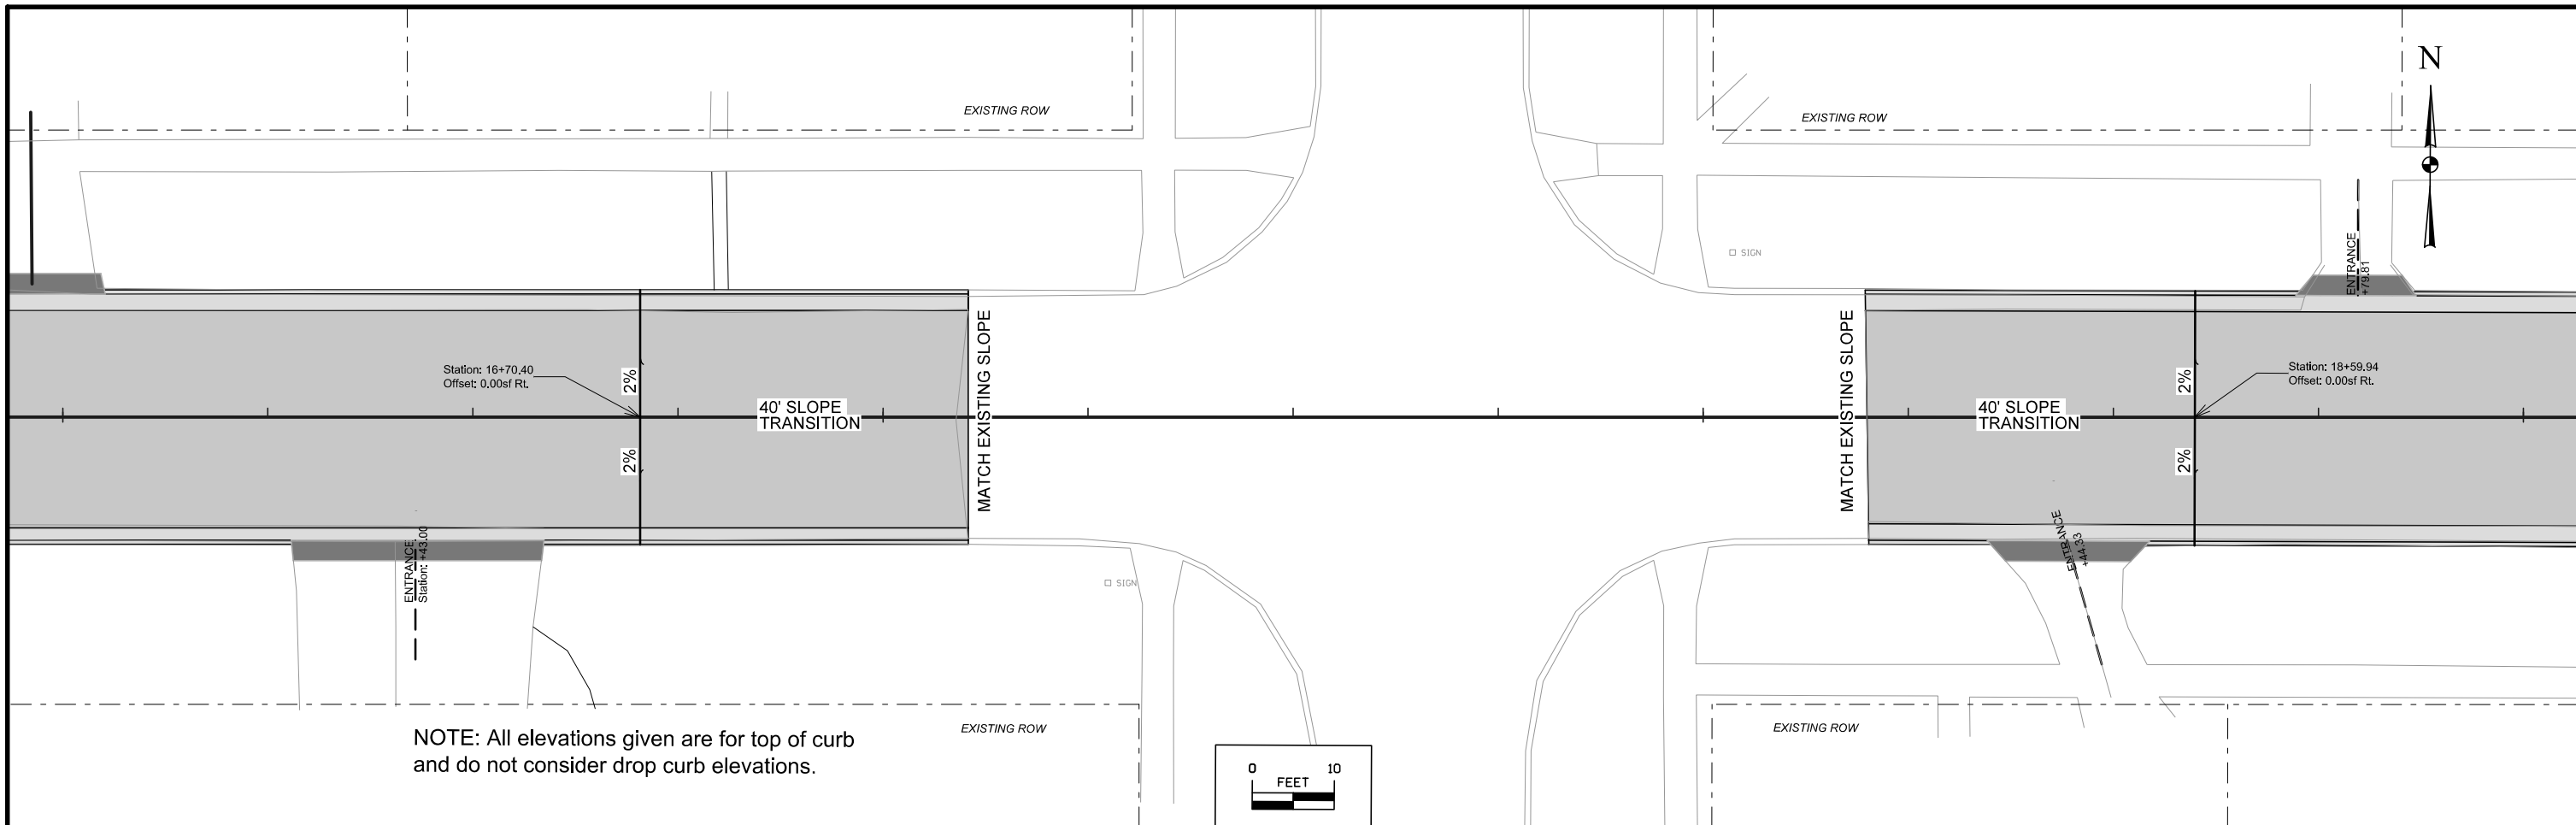 EXISTING ROW
EXISTING ROW
N
SIGN
ENTRANCE
+79.81
MATCH EXISTING SLOPE
MATCH EXISTING SLOPE
Station: 16+70.40
Offset: 0.00sf Rt.
2%
2%
40' SLOPE
TRANSITION
40' SLOPE
TRANSITION
2%
2%
Station: 18+59.94
Offset: 0.00sf Rt.
ENTRANCE
Station: +43.00
SIGN
ENTRANCE
+44.33
EXISTING ROW
EXISTING ROW
NOTE: All elevations given are for top of curb
and do not consider drop curb elevations.
0 10
FEET